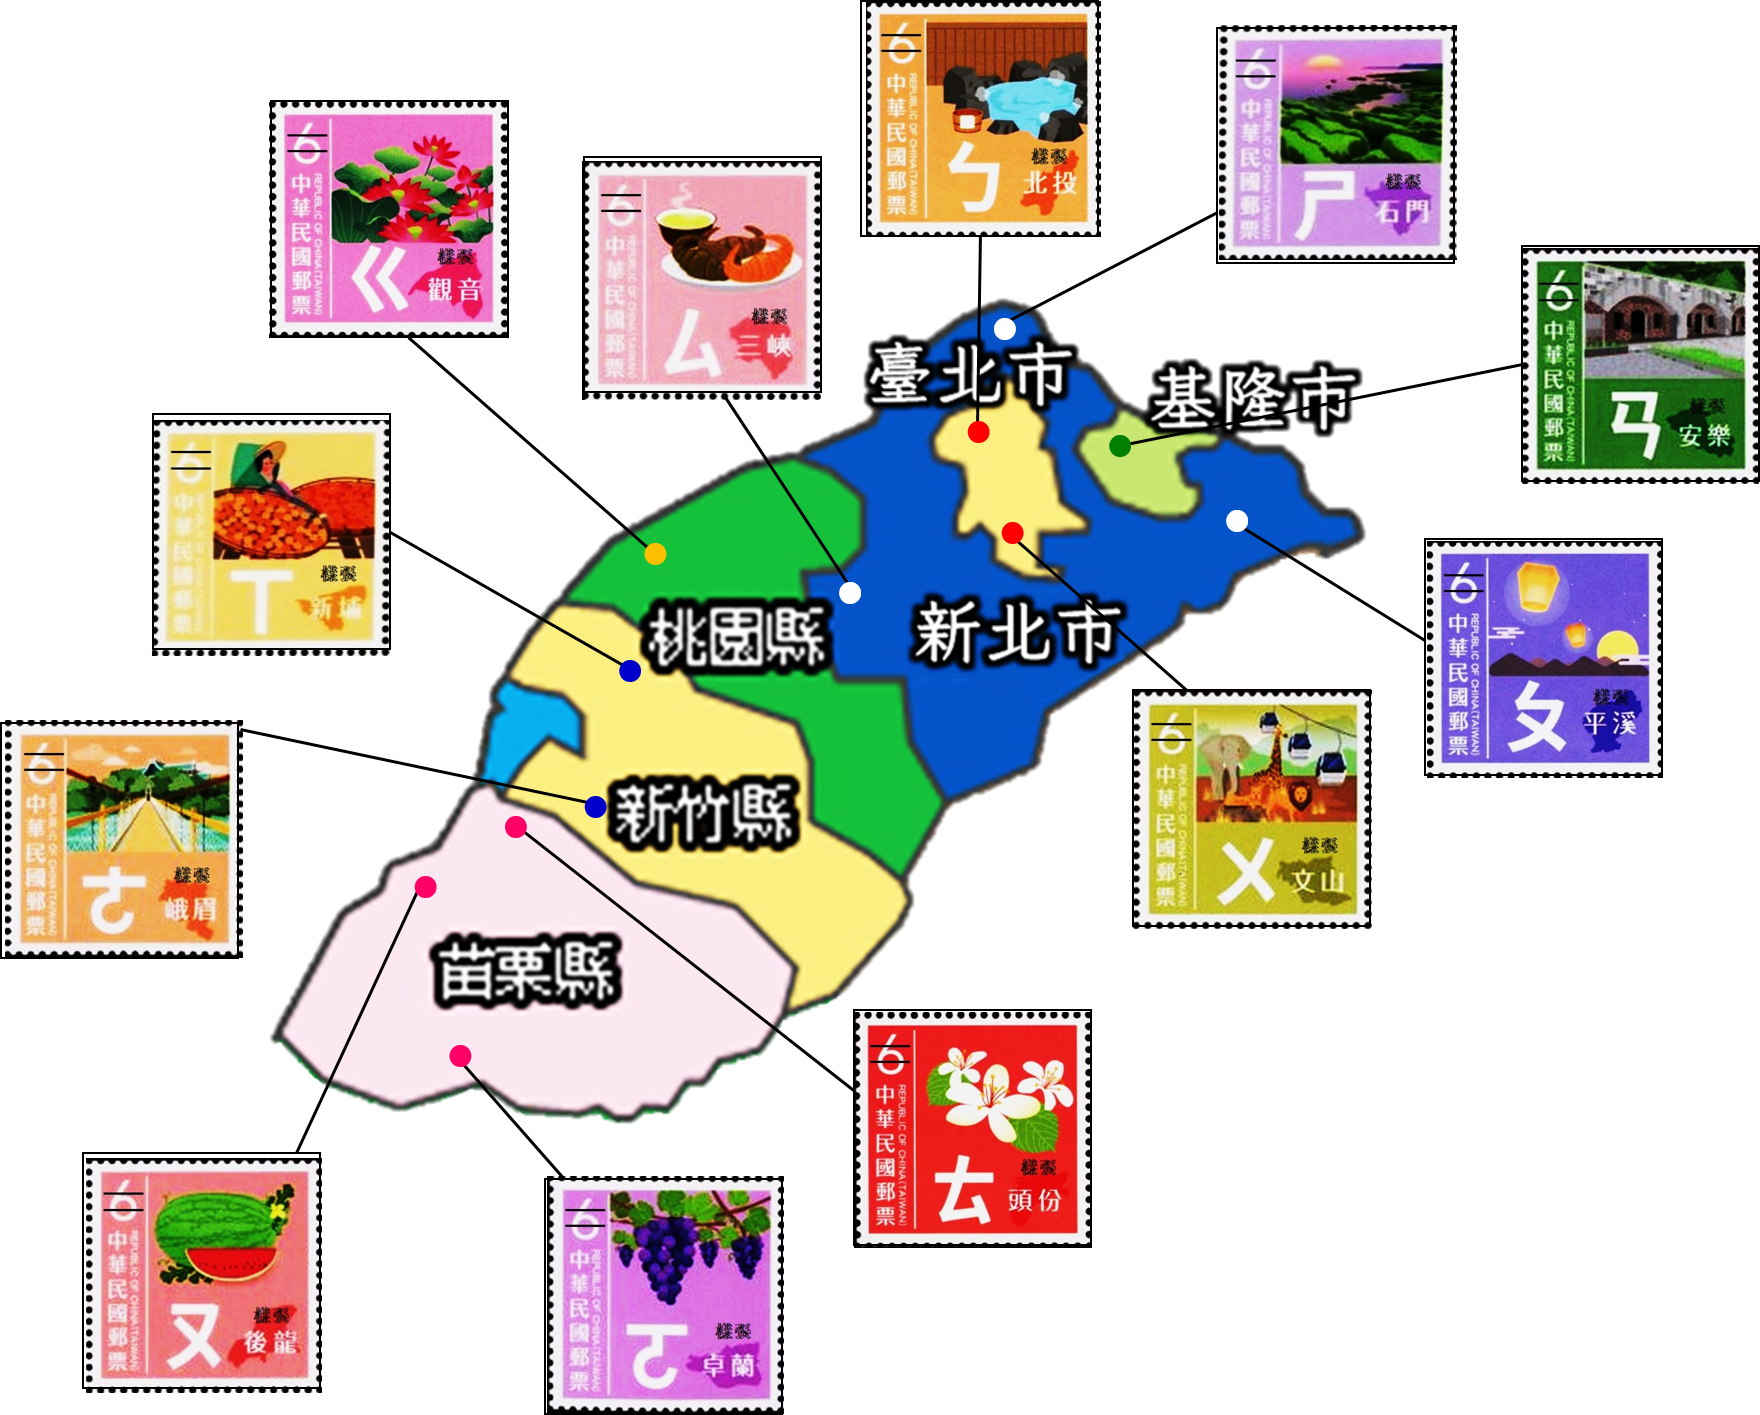 6
中華民國郵票
REPUBLIC OF CHINA (TAIWAN)
ㄅ
樣張
北投
6
中華民國郵票
REPUBLIC OF CHINA (TAIWAN)
ㄕ
樣張
石門
6
中華民國郵票
REPUBLIC OF CHINA (TAIWAN)
ㄍ
樣張
觀音
6
中華民國郵票
REPUBLIC OF CHINA (TAIWAN)
ㄙ
樣張
三峽
6
中華民國郵票
REPUBLIC OF CHINA (TAIWAN)
ㄢ
樣張
安樂
臺北市
基隆市
6
中華民國郵票
REPUBLIC OF CHINA (TAIWAN)
ㄒ
樣張
新埔
6
中華民國郵票
REPUBLIC OF CHINA (TAIWAN)
ㄆ
樣張
平溪
桃園縣
新北市
6
中華民國郵票
REPUBLIC OF CHINA (TAIWAN)
ㄜ
樣張
峨眉
新竹縣
6
中華民國郵票
REPUBLIC OF CHINA (TAIWAN)
ㄨ
樣張
文山
苗栗縣
6
中華民國郵票
REPUBLIC OF CHINA (TAIWAN)
ㄊ
樣張
頭份
6
中華民國郵票
REPUBLIC OF CHINA (TAIWAN)
ㄡ
樣張
後龍
6
中華民國郵票
REPUBLIC OF CHINA (TAIWAN)
ㄛ
樣張
卓蘭